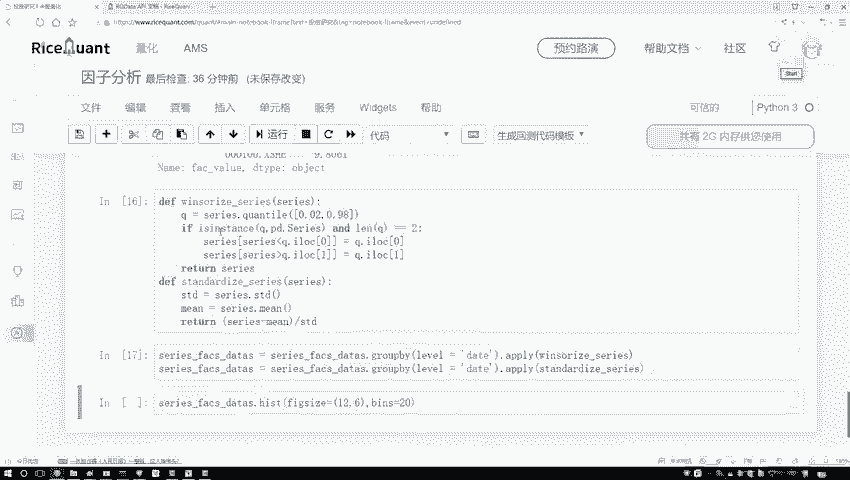 https://www.ricequant.com/quant/
RiceQuant 量化 AMS 预约路演 帮助文档 社区
因子分析 最后检查: 36 分钟前 (未保存改变)
Start
文件 编辑 查看 插入 单元格 服务 Widgets 帮助 可信的 Python 3
运行 代码 生成回测代码模板 共有 2G 内存供您使用
Name: fac_value, dtype: object
In [16]: def winsorize_series(series):
q = series.quantile([0.02,0.98])
if isinstance(q,pd.Series) and len(q) == 2:
series[series<q.iloc[0]] = q.iloc[0]
series[series>q.iloc[1]] = q.iloc[1]
return series
def standardize_series(series):
std = series.std()
mean = series.mean()
return (series-mean)/std
In [17]: series_facs_datas = series_facs_datas.groupby(level = 'date').apply(winsorize_series)
series_facs_datas = series_facs_datas.groupby(level = 'date').apply(standardize_series)
In [ ]: series_facs_datas.hist(figsize=(12,6),bins=20)